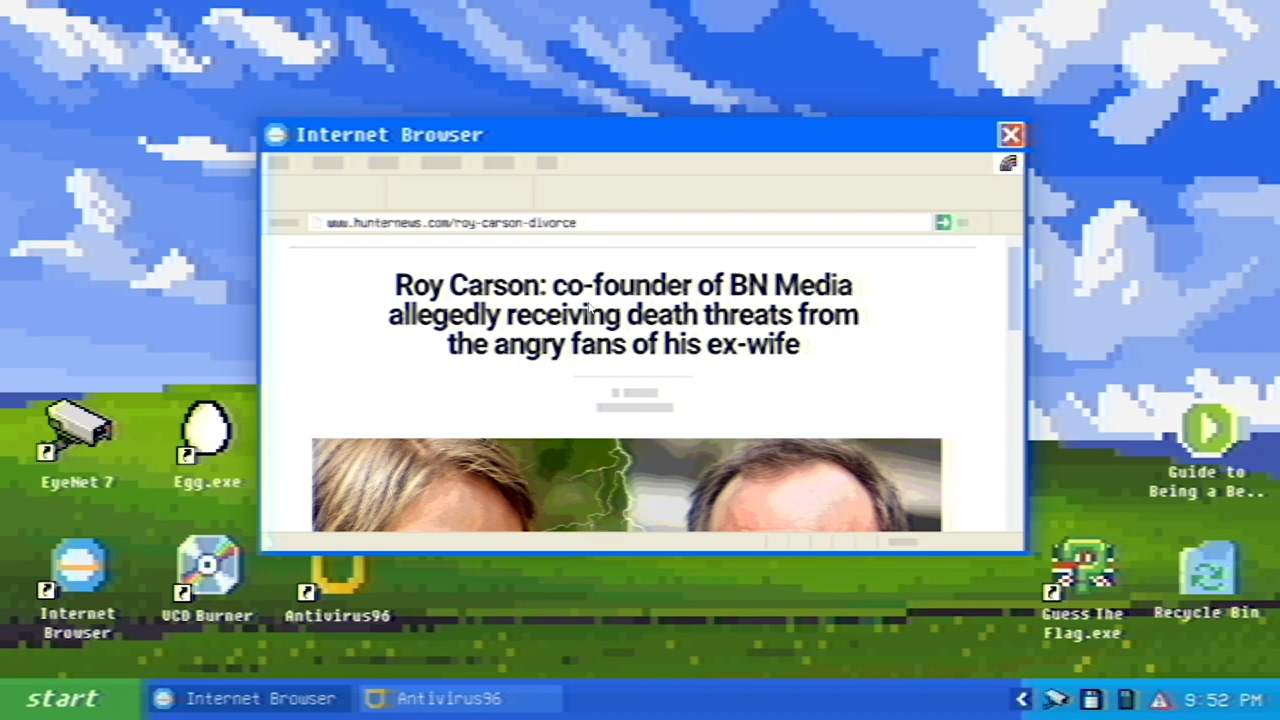 Internet Browser
www.hunternews.com/roy-carson-divorce
Roy Carson: co-founder of BN Media
allegedly receiving death threats from
the angry fans of his ex-wife
EyeNet 7
Egg.exe
Guide to
Being a Be..
Internet
Browser
VCD Burner
Antivirus96
Guess The
Flag.exe
Recycle Bin
start
Internet Browser
Antivirus96
9:52 PM